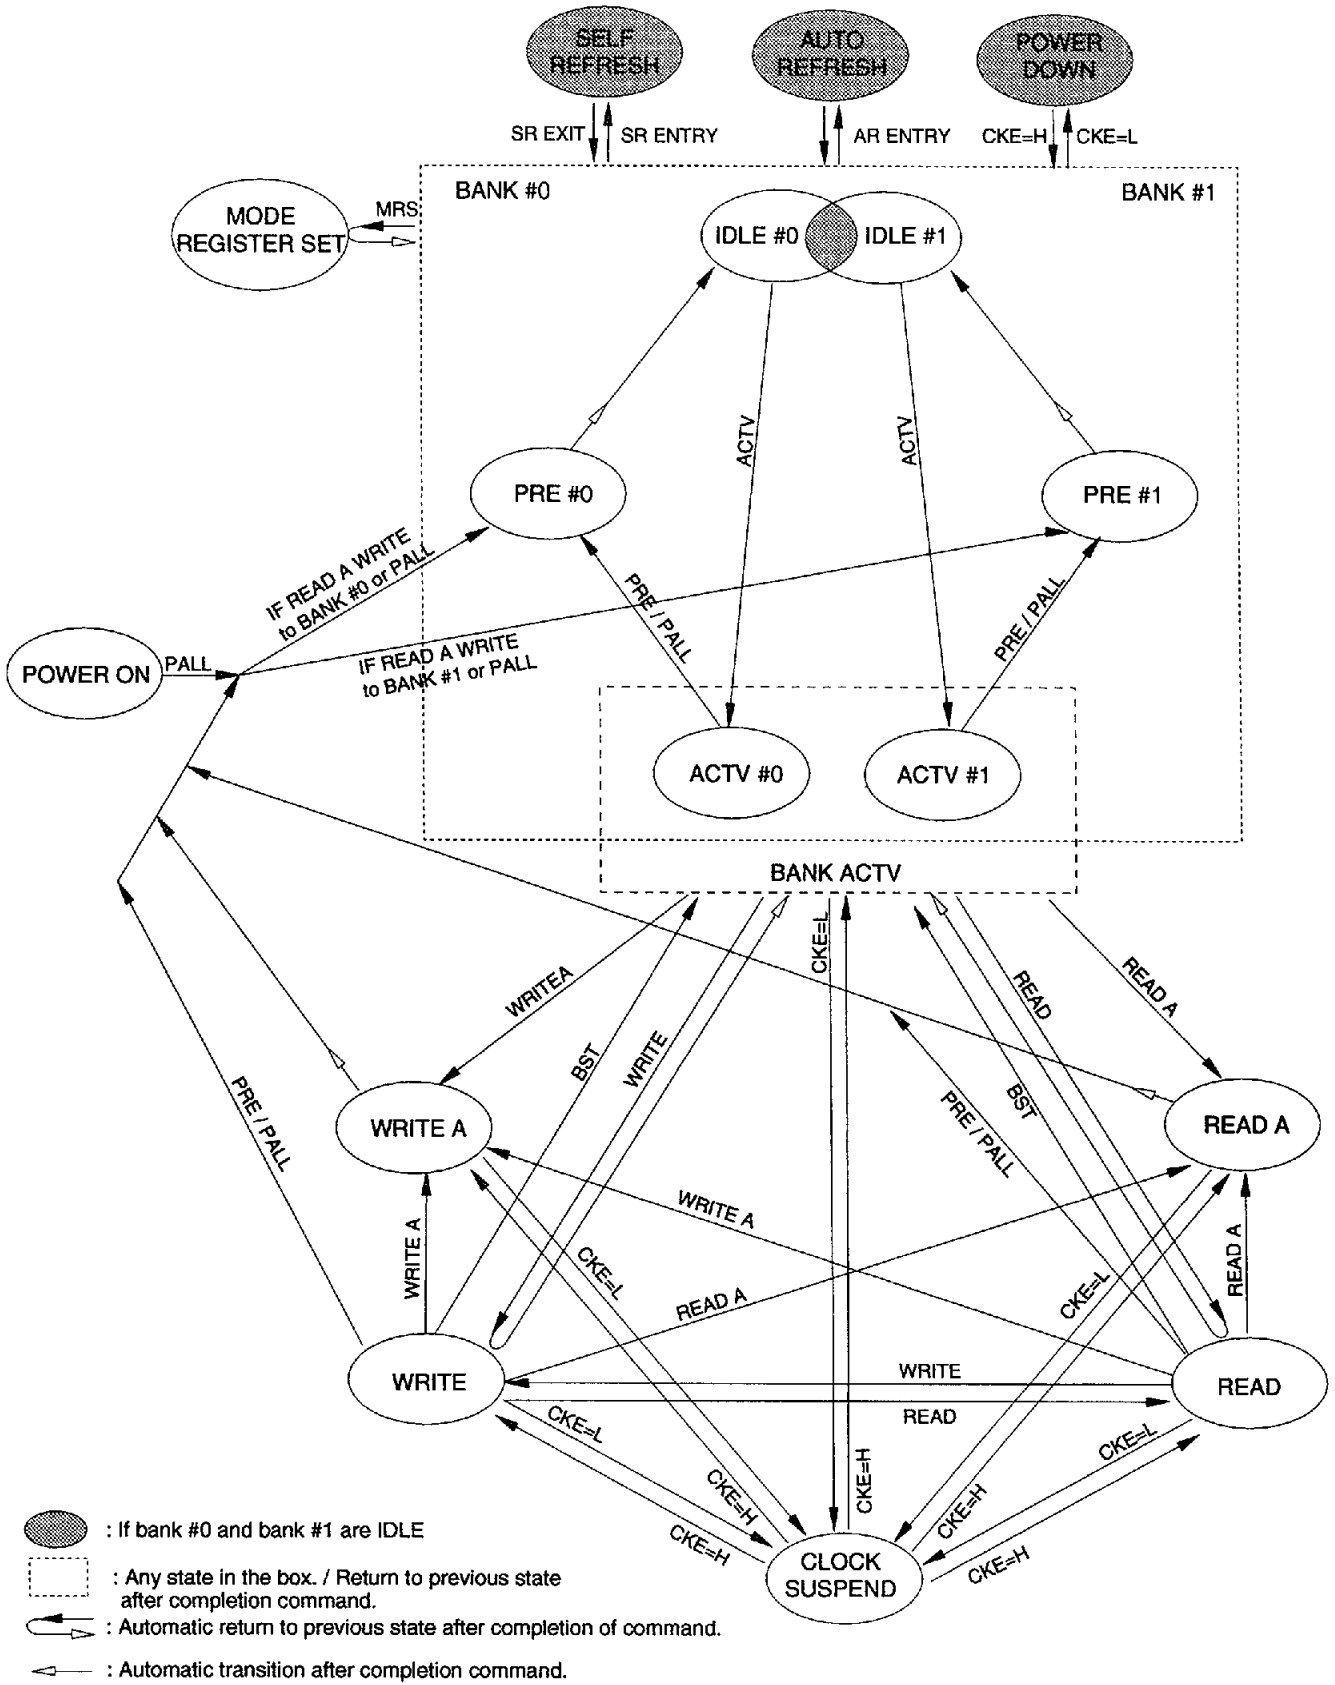 SELF
REFRESH
AUTO
REFRESH
POWER
DOWN
SR EXIT
SR ENTRY
AR ENTRY
CKE=H
CKE=L
BANK #0
BANK #1
MODE
REGISTER SET
MRS
IDLE #0
IDLE #1
ACTV
ACTV
PRE #0
PRE #1
IF READ A WRITE
to BANK #0 or PALL
PRE / PALL
PRE / PALL
POWER ON
PALL
IF READ A WRITE
to BANK #1 or PALL
ACTV #0
ACTV #1
BANK ACTV
CKE=L
WRITEA
READ
READ A
BST
WRITE
BST
PRE / PALL
PRE / PALL
WRITE A
READ A
WRITE A
WRITE A
READ A
CKE=L
READ A
CKE=L
WRITE
READ
WRITE
READ
CKE=L
CKE=L
CKE=H
CKE=H
CKE=H
CKE=H
CKE=H
CLOCK
SUSPEND
: If bank #0 and bank #1 are IDLE
: Any state in the box. / Return to previous state
after completion command.
: Automatic return to previous state after completion of command.
: Automatic transition after completion command.